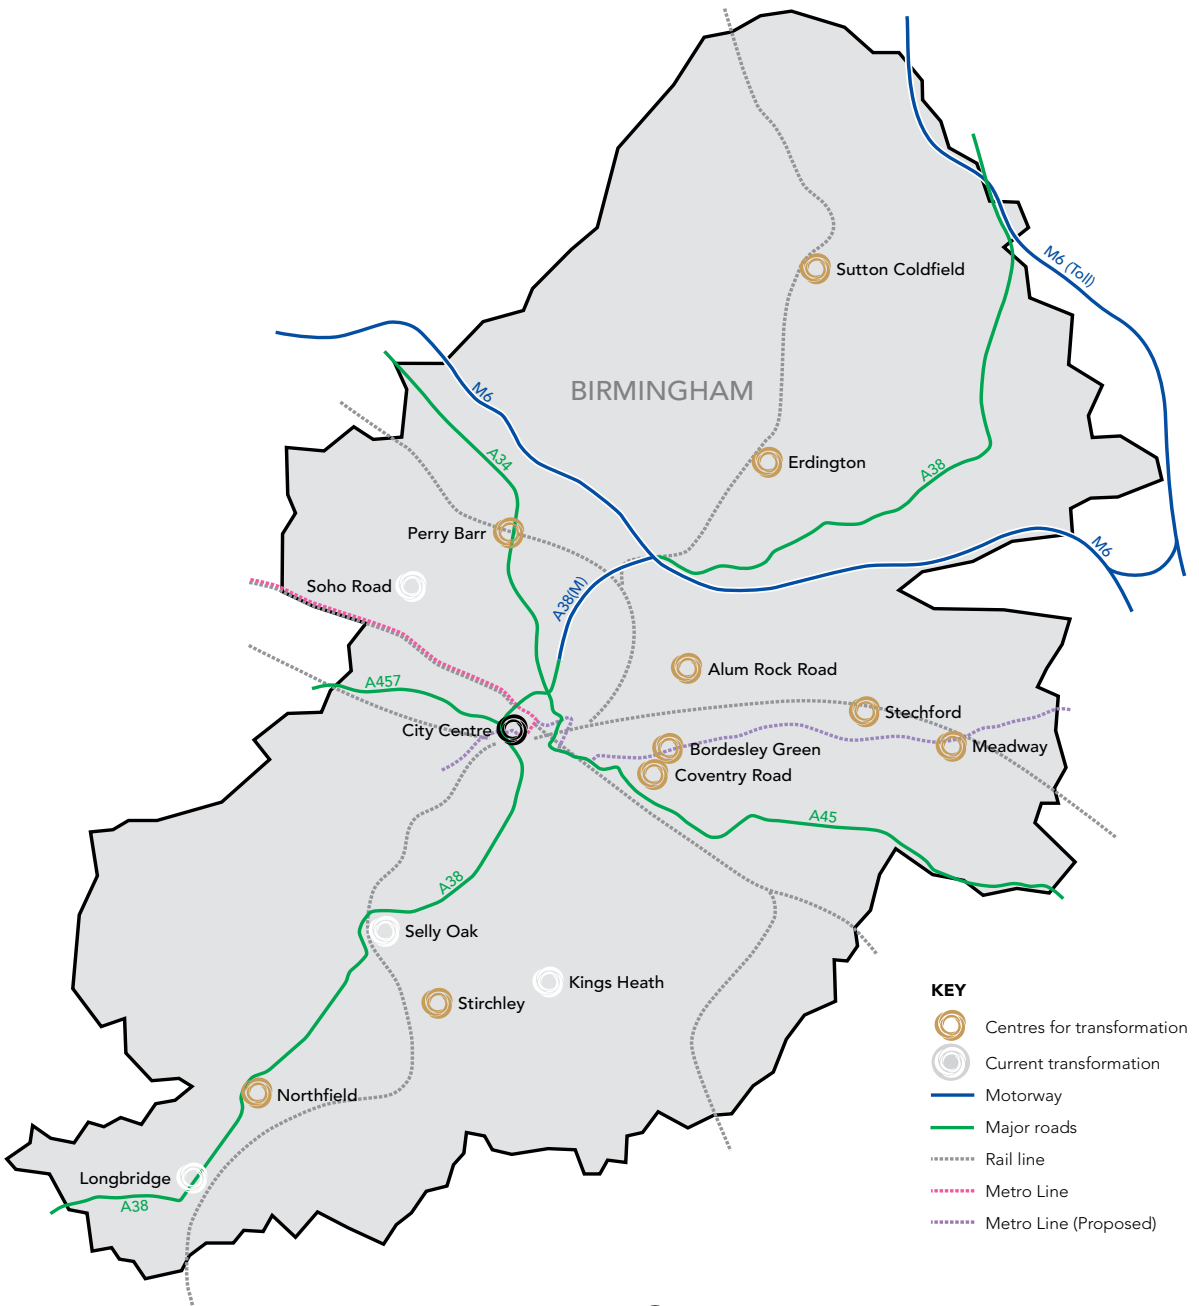 M6 (Toll)
Sutton Coldfield
BIRMINGHAM
M6
A34
Erdington
A38
Perry Barr
M6
Soho Road
A38(M)
Alum Rock Road
A457
Stechford
City Centre
Bordesley Green
Meadway
Coventry Road
A45
A38
Selly Oak
Kings Heath
Stirchley
Northfield
Longbridge
A38
KEY
Centres for transformation
Current transformation
Motorway
Major roads
Rail line
Metro Line
Metro Line (Proposed)